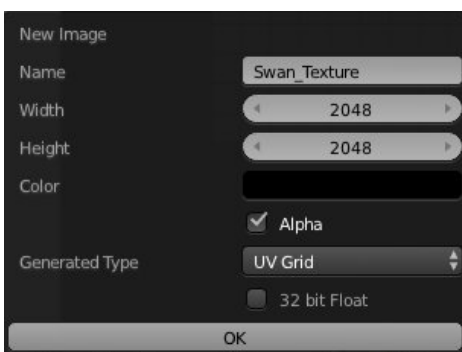 New Image
Name Swan_Texture
Width 2048
Height 2048
Color
Alpha
Generated Type UV Grid
32 bit Float
OK